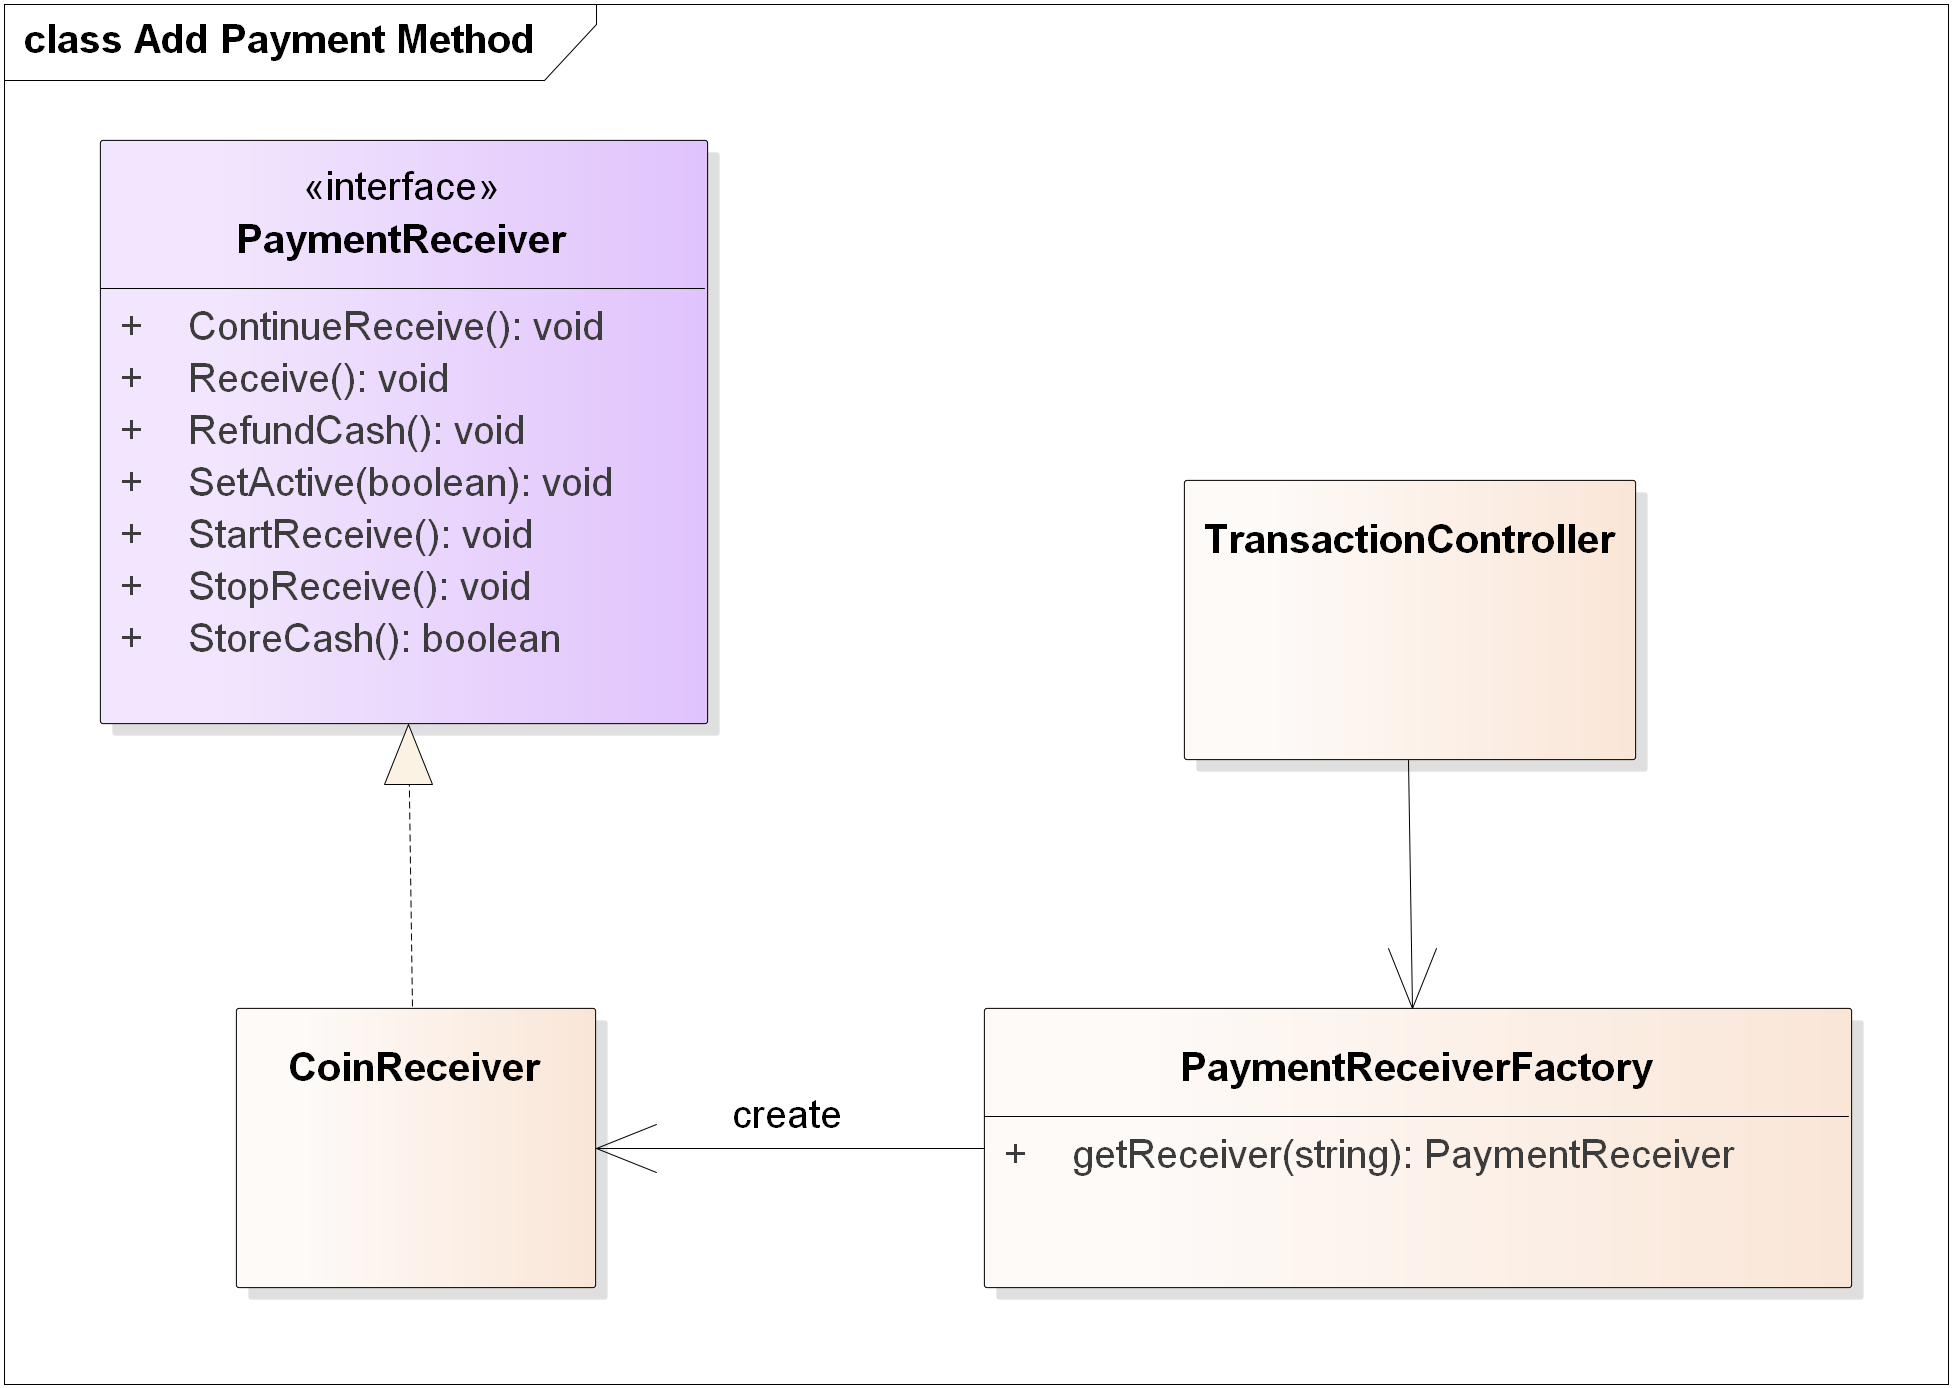 class Add Payment Method
«interface»
PaymentReceiver
+ ContinueReceive(): void
+ Receive(): void
+ RefundCash(): void
+ SetActive(boolean): void
+ StartReceive(): void
+ StopReceive(): void
+ StoreCash(): boolean
TransactionController
CoinReceiver
create
PaymentReceiverFactory
+ getReceiver(string): PaymentReceiver